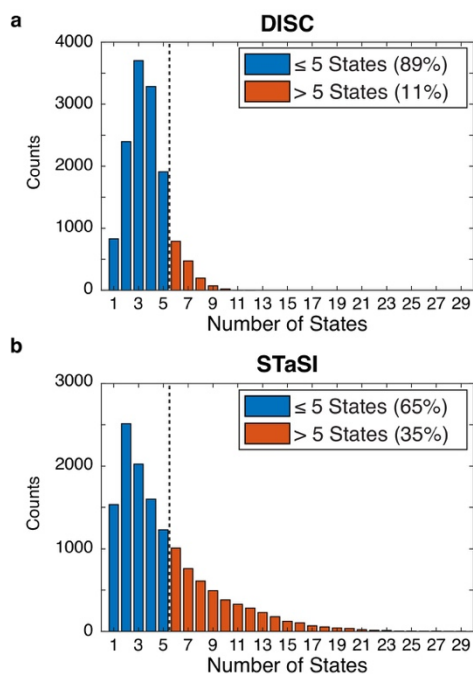 a
DISC
≤ 5 States (89%)
> 5 States (11%)
4000
3000
2000
1000
0
Counts
1 3 5 7 9 11 13 15 17 19 21 23 25 27 29
Number of States
b
STaSI
≤ 5 States (65%)
> 5 States (35%)
3000
2000
1000
0
Counts
1 3 5 7 9 11 13 15 17 19 21 23 25 27 29
Number of States